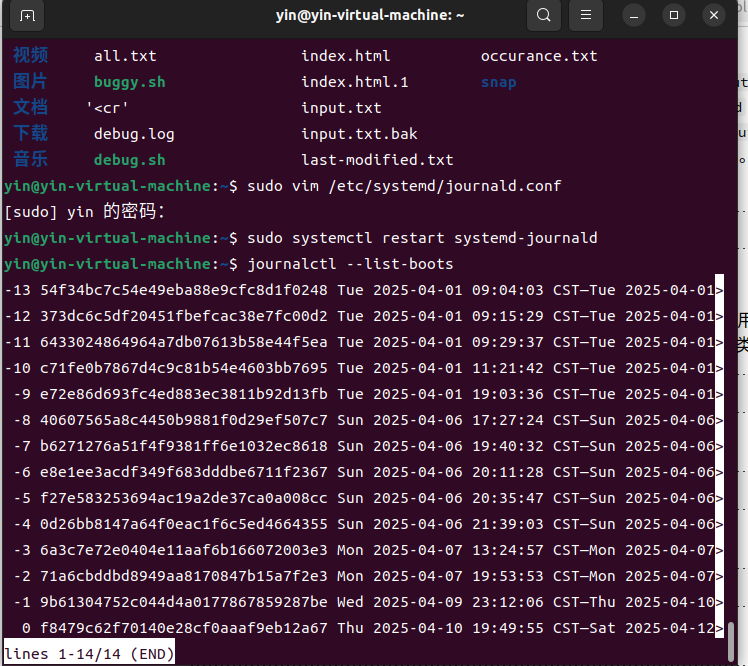 yin@yin-virtual-machine: ~
视频 all.txt index.html occurance.txt
图片 buggy.sh index.html.1 snap
文档 '<cr' input.txt
下载 debug.log input.txt.bak
音乐 debug.sh last-modified.txt
yin@yin-virtual-machine:~$ sudo vim /etc/systemd/journald.conf
[sudo] yin 的密码：
yin@yin-virtual-machine:~$ sudo systemctl restart systemd-journald
yin@yin-virtual-machine:~$ journalctl --list-boots
-13 54f34bc7c54e49eba88e9cfc8d1f0248 Tue 2025-04-01 09:04:03 CST—Tue 2025-04-01>
-12 373dc6c5df20451fbefcac38e7fc00d2 Tue 2025-04-01 09:15:29 CST—Tue 2025-04-01>
-11 6433024864964a7db07613b58e44f5ea Tue 2025-04-01 09:29:37 CST—Tue 2025-04-01>
-10 c71fe0b7867d4c9c81b54e4603bb7695 Tue 2025-04-01 11:21:42 CST—Tue 2025-04-01>
-9 e72e86d693fc4ed883ec3811b92d13fb Tue 2025-04-01 19:03:36 CST—Tue 2025-04-01>
-8 40607565a8c4450b9881f0d29ef507c7 Sun 2025-04-06 17:27:24 CST—Sun 2025-04-06>
-7 b6271276a51f4f9381ff6e1032ec8618 Sun 2025-04-06 19:40:32 CST—Sun 2025-04-06>
-6 e8e1ee3acdf349f683dddbe6711f2367 Sun 2025-04-06 20:11:28 CST—Sun 2025-04-06>
-5 f27e583253694ac19a2de37ca0a008cc Sun 2025-04-06 20:35:47 CST—Sun 2025-04-06>
-4 0d26bb8147a64f0eac1f6c5ed4664355 Sun 2025-04-06 21:39:03 CST—Sun 2025-04-06>
-3 6a3c7e72e0404e11aaf6b166072003e3 Mon 2025-04-07 13:24:57 CST—Mon 2025-04-07>
-2 71a6cbddbd8949aa8170847b15a7f2e3 Mon 2025-04-07 19:53:53 CST—Mon 2025-04-07>
-1 9b61304752c044d4a0177867859287be Wed 2025-04-09 23:12:06 CST—Thu 2025-04-10>
0 f8479c62f70140e28cf0aaaf9eb12a67 Thu 2025-04-10 19:49:55 CST—Sat 2025-04-12>
lines 1-14/14 (END)